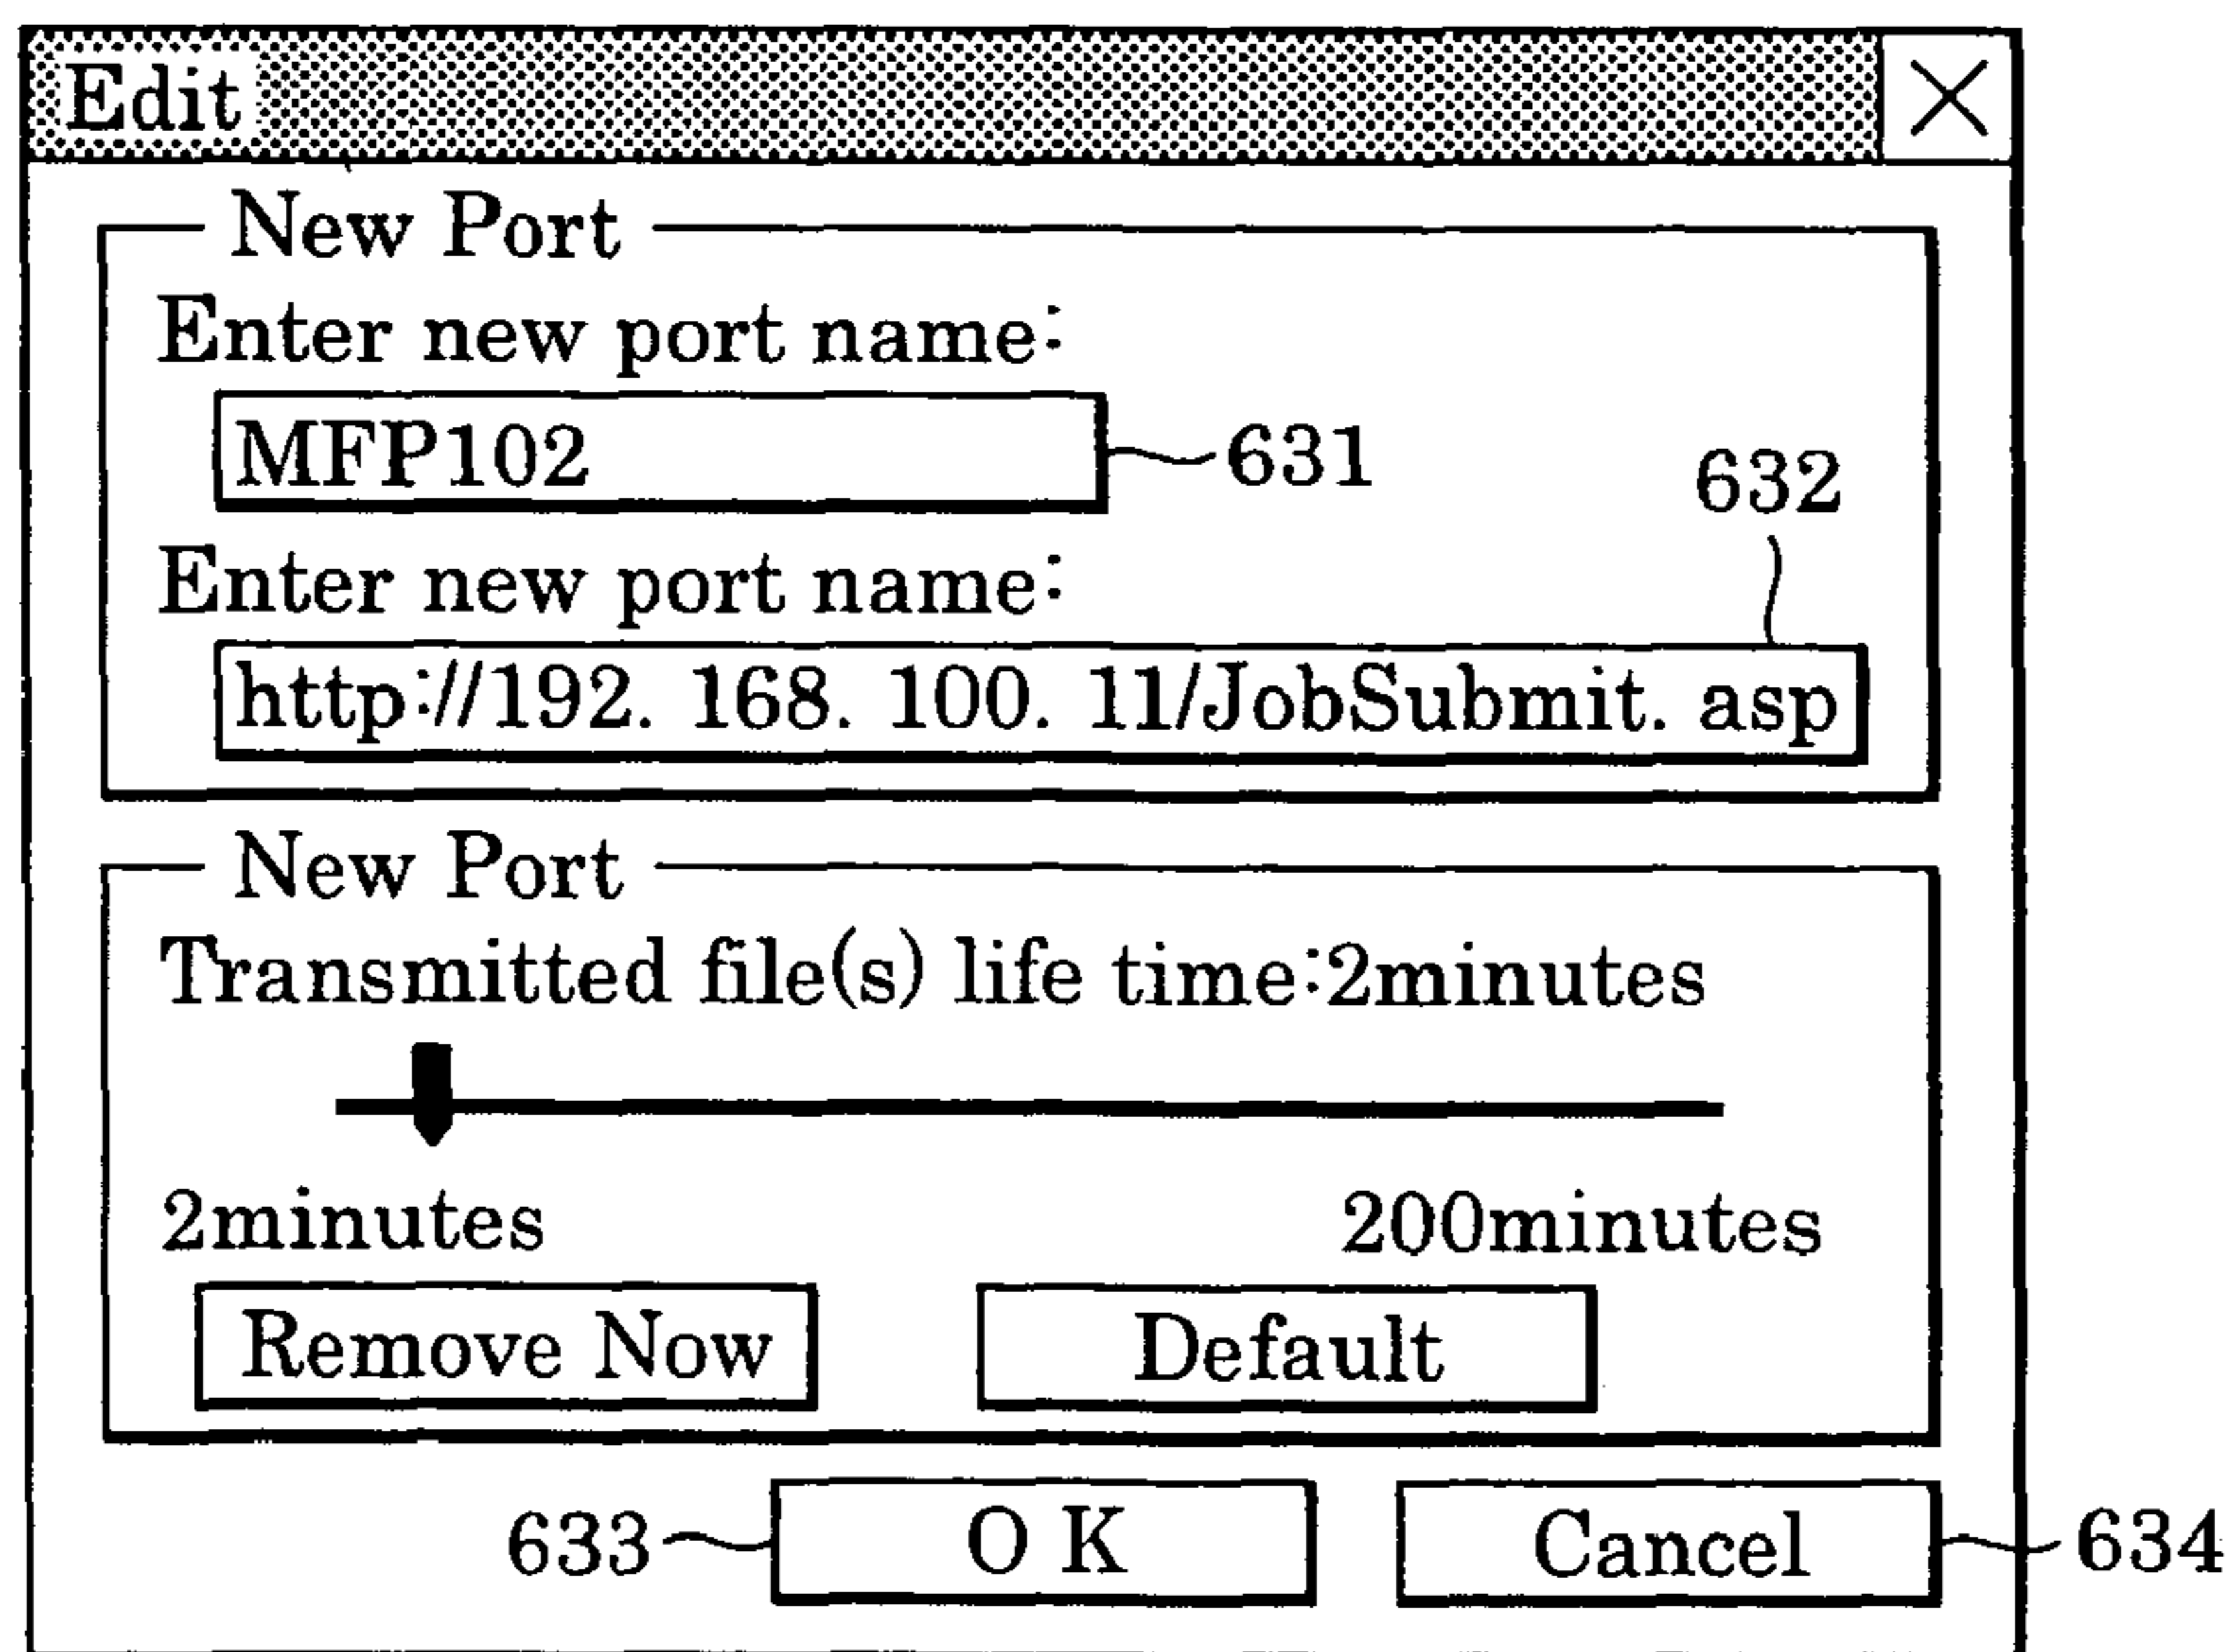 Edit
New Port
Enter new port name:
MFP102 631
632
Enter new port name:
http://192. 168. 100. 11/JobSubmit. asp
New Port
Transmitted file(s) life time:2minutes
2minutes 200minutes
Remove Now Default
633 O K Cancel 634